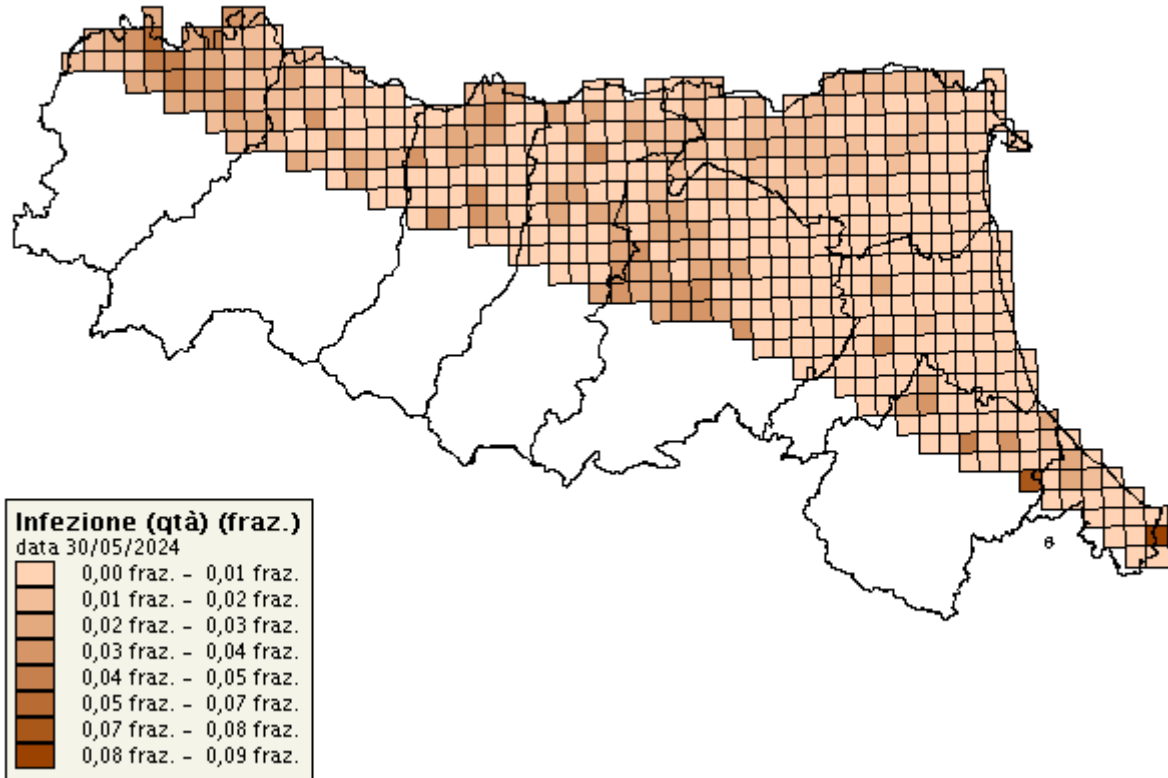 Infezione (qtà) (fraz.)
data 30/05/2024
0,00 fraz. - 0,01 fraz.
0,01 fraz. - 0,02 fraz.
0,02 fraz. - 0,03 fraz.
0,03 fraz. - 0,04 fraz.
0,04 fraz. - 0,05 fraz.
0,05 fraz. - 0,07 fraz.
0,07 fraz. - 0,08 fraz.
0,08 fraz. - 0,09 fraz.